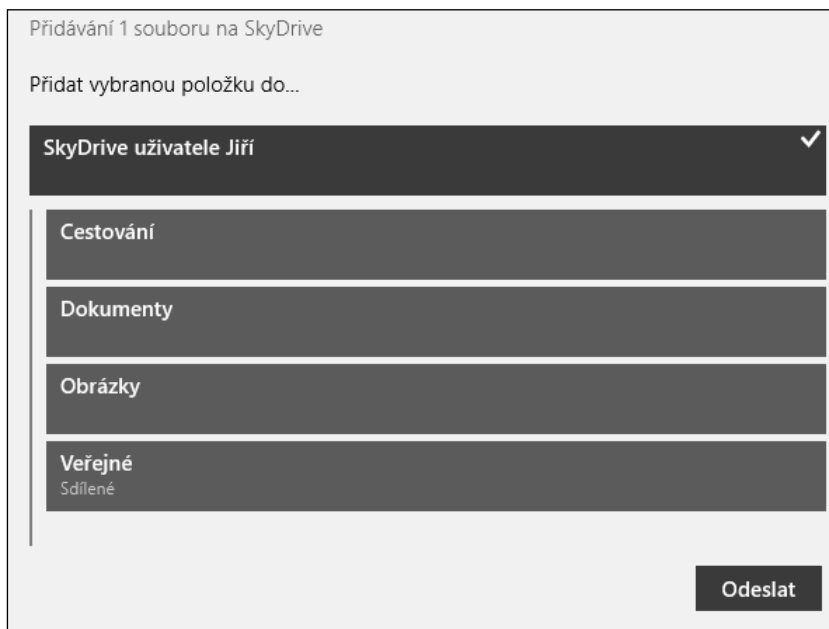 Přidávání 1 souboru na SkyDrive
Přidat vybranou položku do...
SkyDrive uživatele Jiří
Cestování
Dokumenty
Obrázky
Veřejné
Sdílené
Odeslat